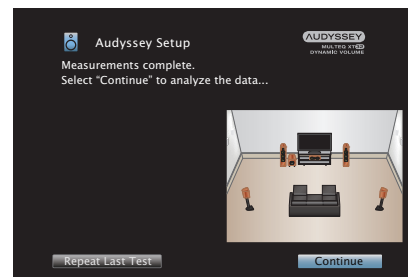 Audyssey Setup
AUDYSSEY
MULTEQ XT32
DYNAMIC VOLUME
Measurements complete.
Select “Continue” to analyze the data...
Repeat Last Test
Continue